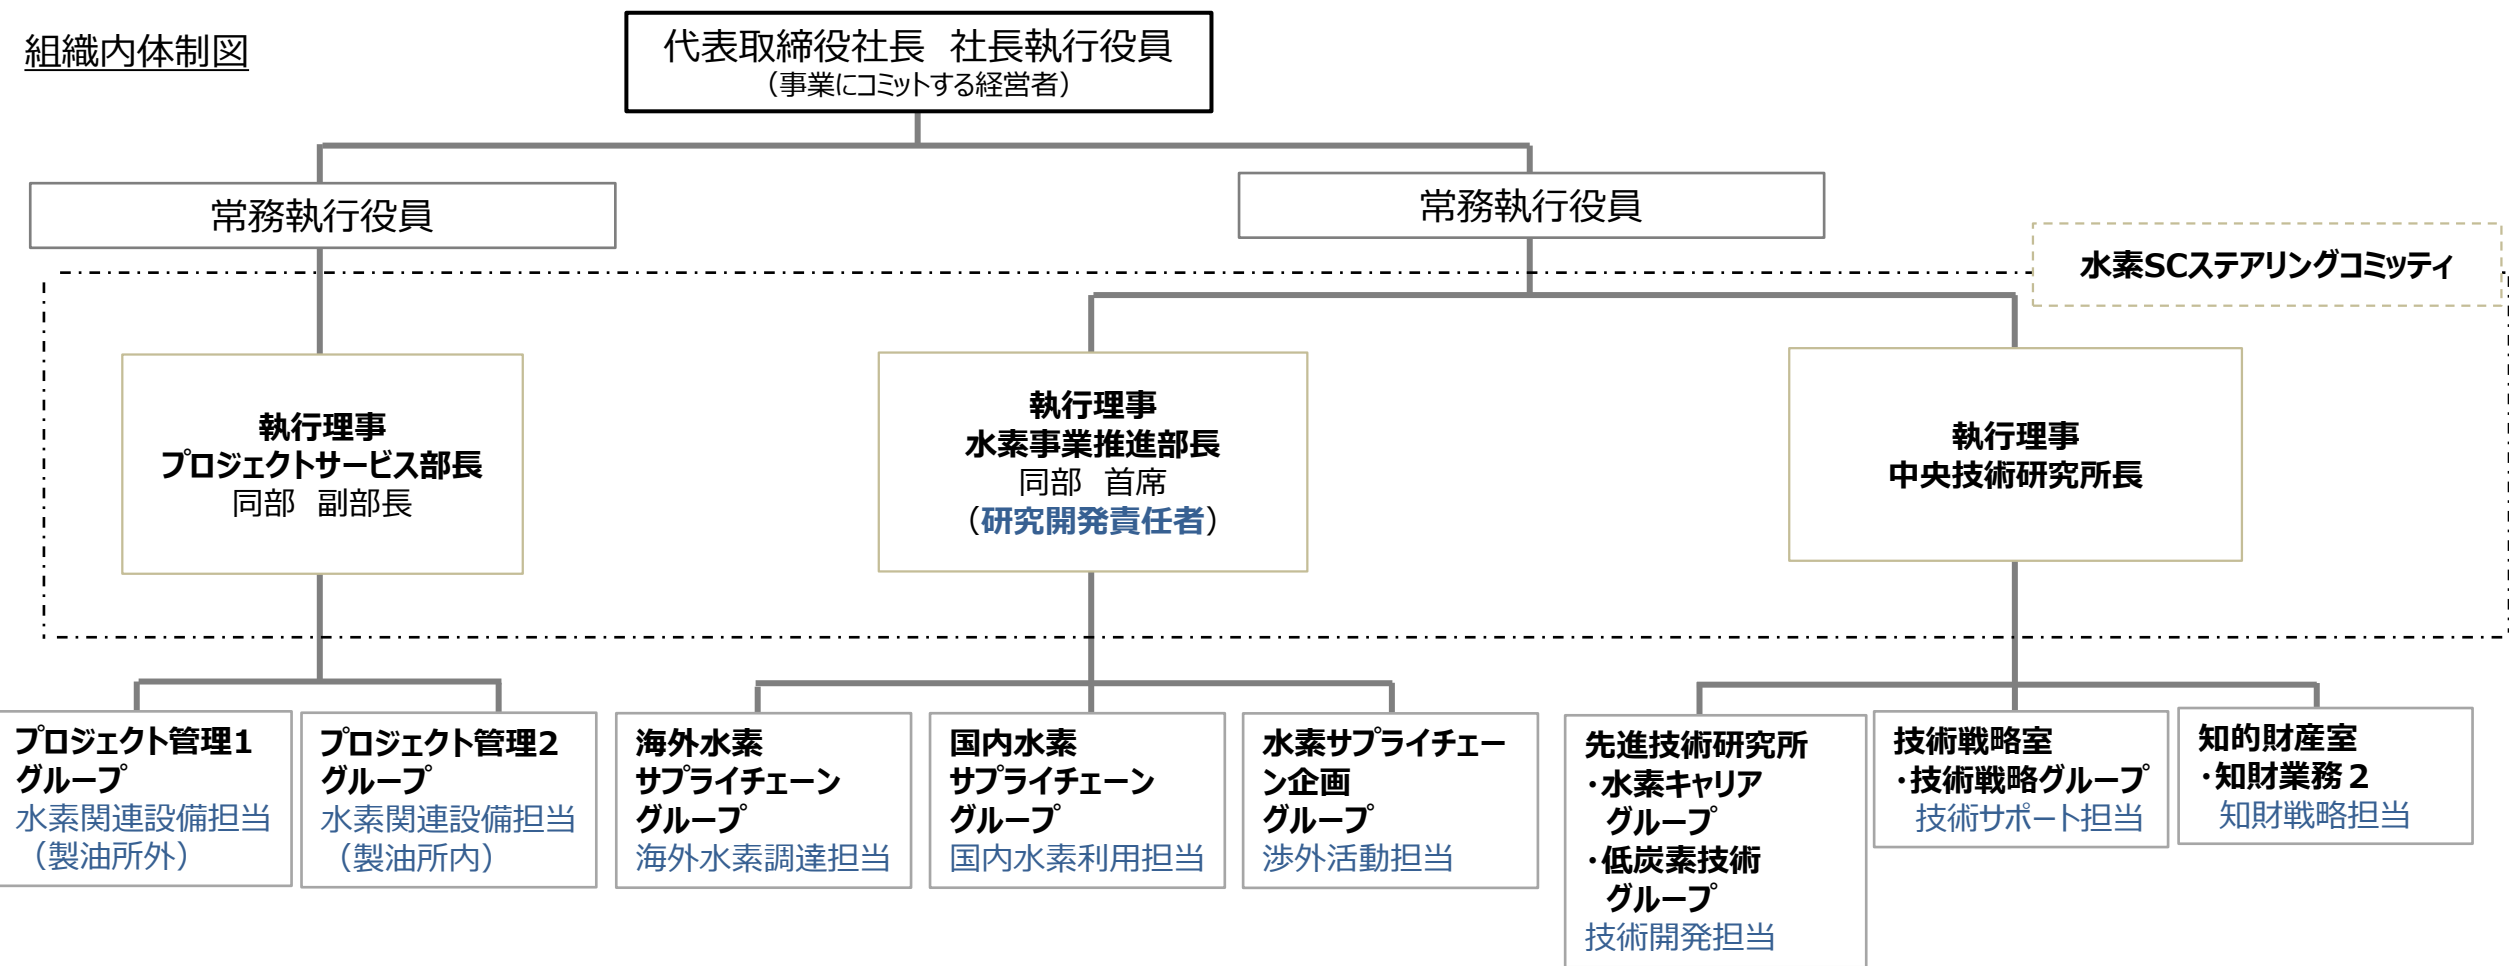 組織内体制図
代表取締役社長　社長執行役員
（事業にコミットする経営者）
常務執行役員
常務執行役員
水素SCステアリングコミッティ
執行理事
プロジェクトサービス部長
同部　副部長
執行理事
水素事業推進部長
同部　首席
（研究開発責任者）
執行理事
中央技術研究所長
プロジェクト管理1
グループ
水素関連設備担当
（製油所外）
プロジェクト管理2
グループ
水素関連設備担当
（製油所内）
海外水素
サプライチェーン
グループ
海外水素調達担当
国内水素
サプライチェーン
グループ
国内水素利用担当
水素サプライチェー
ン企画
グループ
渉外活動担当
先進技術研究所
・水素キャリア
グループ
・低炭素技術
グループ
技術開発担当
技術戦略室
・技術戦略グループ
技術サポート担当
知的財産室
・知財業務２
知財戦略担当